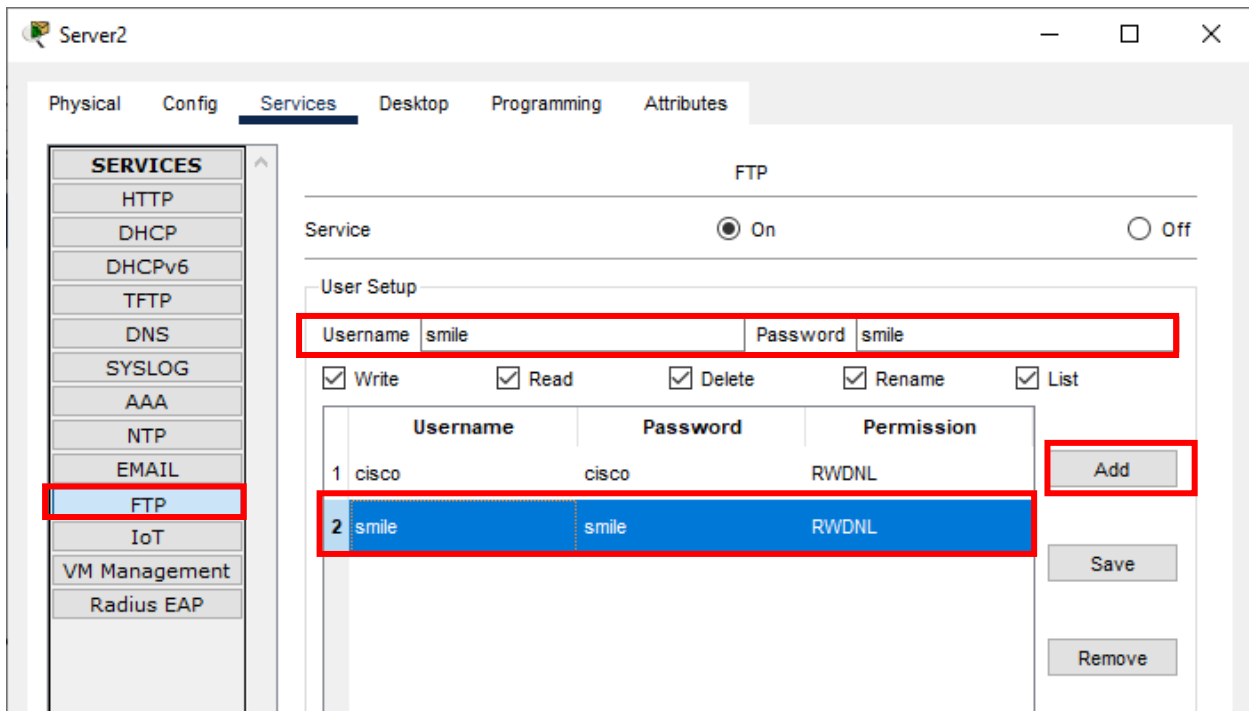 Server2
Physical Config Services Desktop Programming Attributes
SERVICES
HTTP
DHCP
DHCPv6
TFTP
DNS
SYSLOG
AAA
NTP
EMAIL
FTP
IoT
VM Management
Radius EAP
FTP
Service On Off
User Setup
Username smile Password smile
Write Read Delete Rename List
Username Password Permission
1 cisco cisco RWDNL
2 smile smile RWDNL
Add
Save
Remove